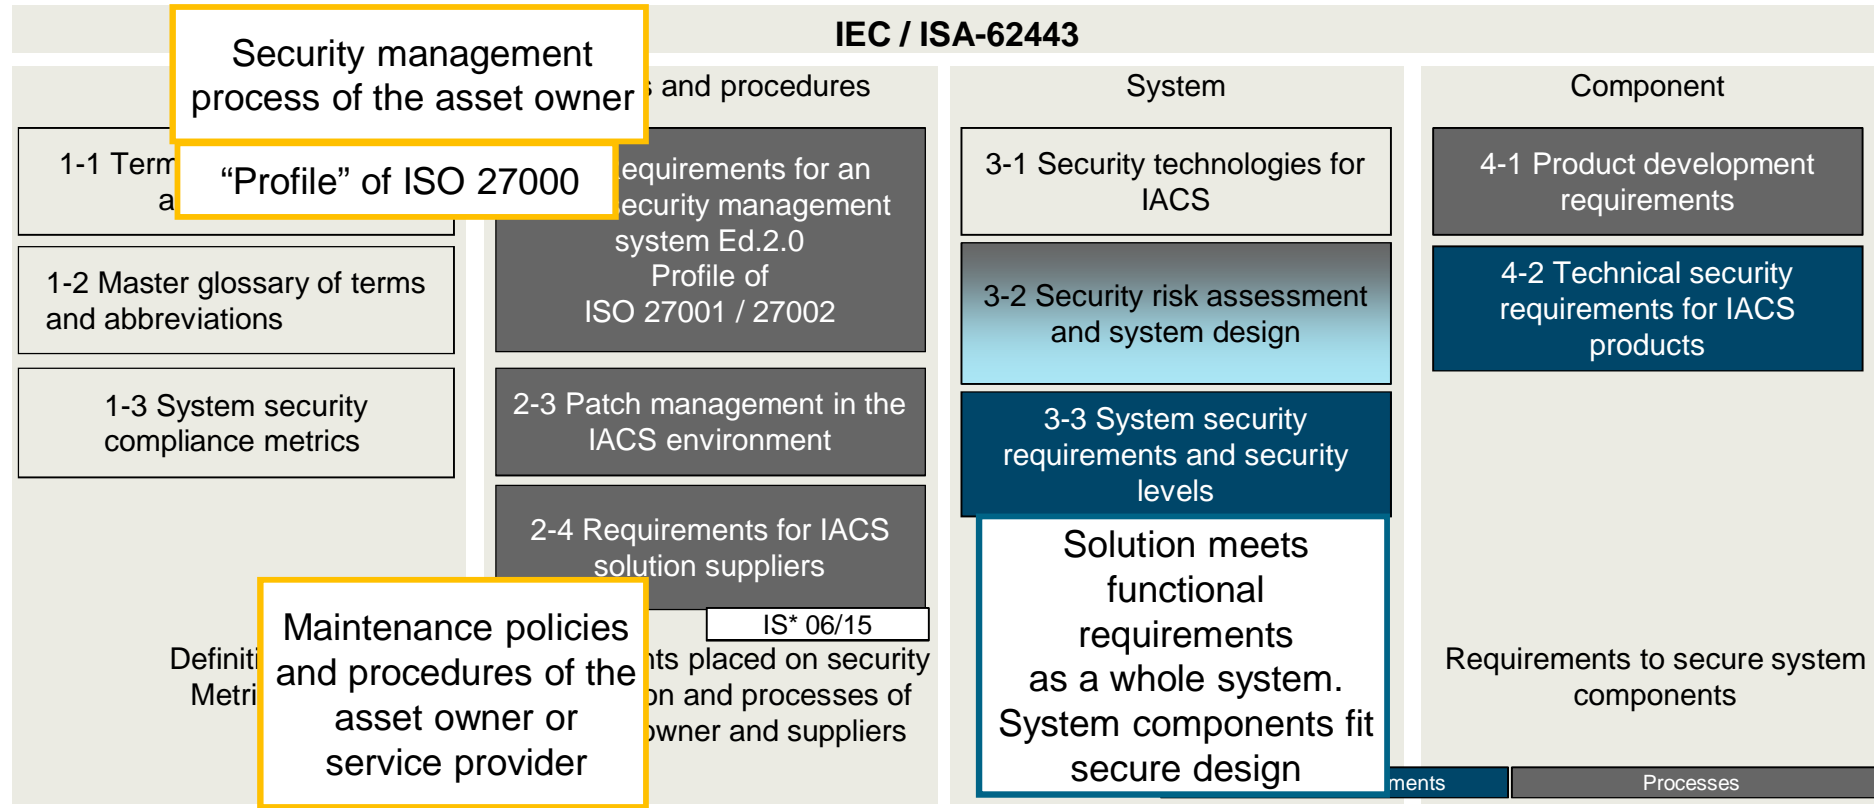 IEC / ISA-62443
Security management
process of the asset owner
and procedures
System
Component
"Profile" of ISO 27000
1-1
1-2 Master glossary of terms
and abbreviations
1-3 System security
compliance metrics
equirements for an
ecurity management
system Ed.2.0
Profile of
ISO 27001 / 27002
2-3 Patch management in the
IACS environment
2-4 Requirements for IACS
solution suppliers
IS* 06/15
3-1 Security technologies for
IACS
3-2 Security risk assessment
and system design
3-3 System security
requirements and security
levels
4-1 Product development
requirements
4-2 Technical security
requirements for IACS
products
Maintenance policies
and procedures of the
asset owner or
service provider
nts placed on security
on and processes of
owner and suppliers
Solution meets
functional
requirements
as a whole system.
System components fit
secure design
Requirements to secure system
components
ments
Processes